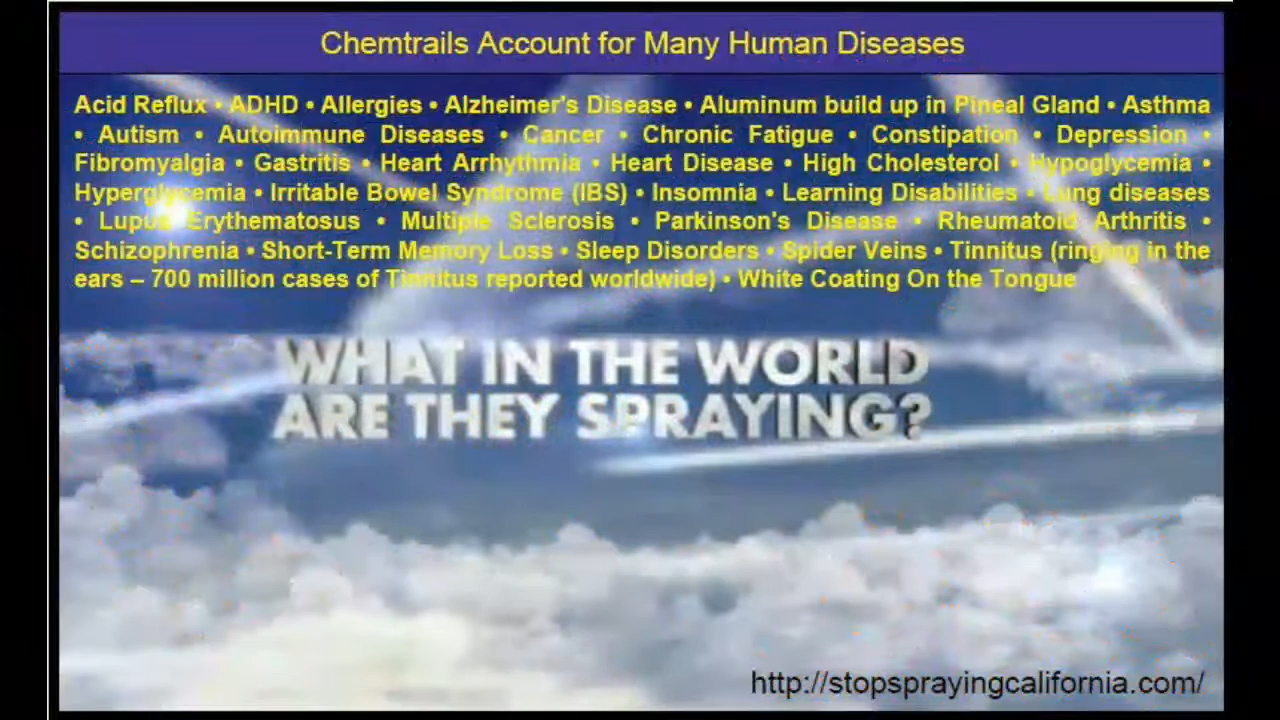 Chemtrails Account for Many Human Diseases
Acid Reflux • ADHD • Allergies • Alzheimer's Disease • Aluminum build up in Pineal Gland • Asthma
• Autism • Autoimmune Diseases • Cancer • Chronic Fatigue • Constipation • Depression •
Fibromyalgia • Gastritis • Heart Arrhythmia • Heart Disease • High Cholesterol • Hypoglycemia •
Hyperglycemia • Irritable Bowel Syndrome (IBS) • Insomnia • Learning Disabilities • Lung diseases
• Lupus Erythematosus • Multiple Sclerosis • Parkinson's Disease • Rheumatoid Arthritis •
Schizophrenia • Short-Term Memory Loss • Sleep Disorders • Spider Veins • Tinnitus (ringing in the
ears – 700 million cases of Tinnitus reported worldwide) • White Coating On the Tongue
WHAT IN THE WORLD
ARE THEY SPRAYING?
http://stopsprayingcalifornia.com/